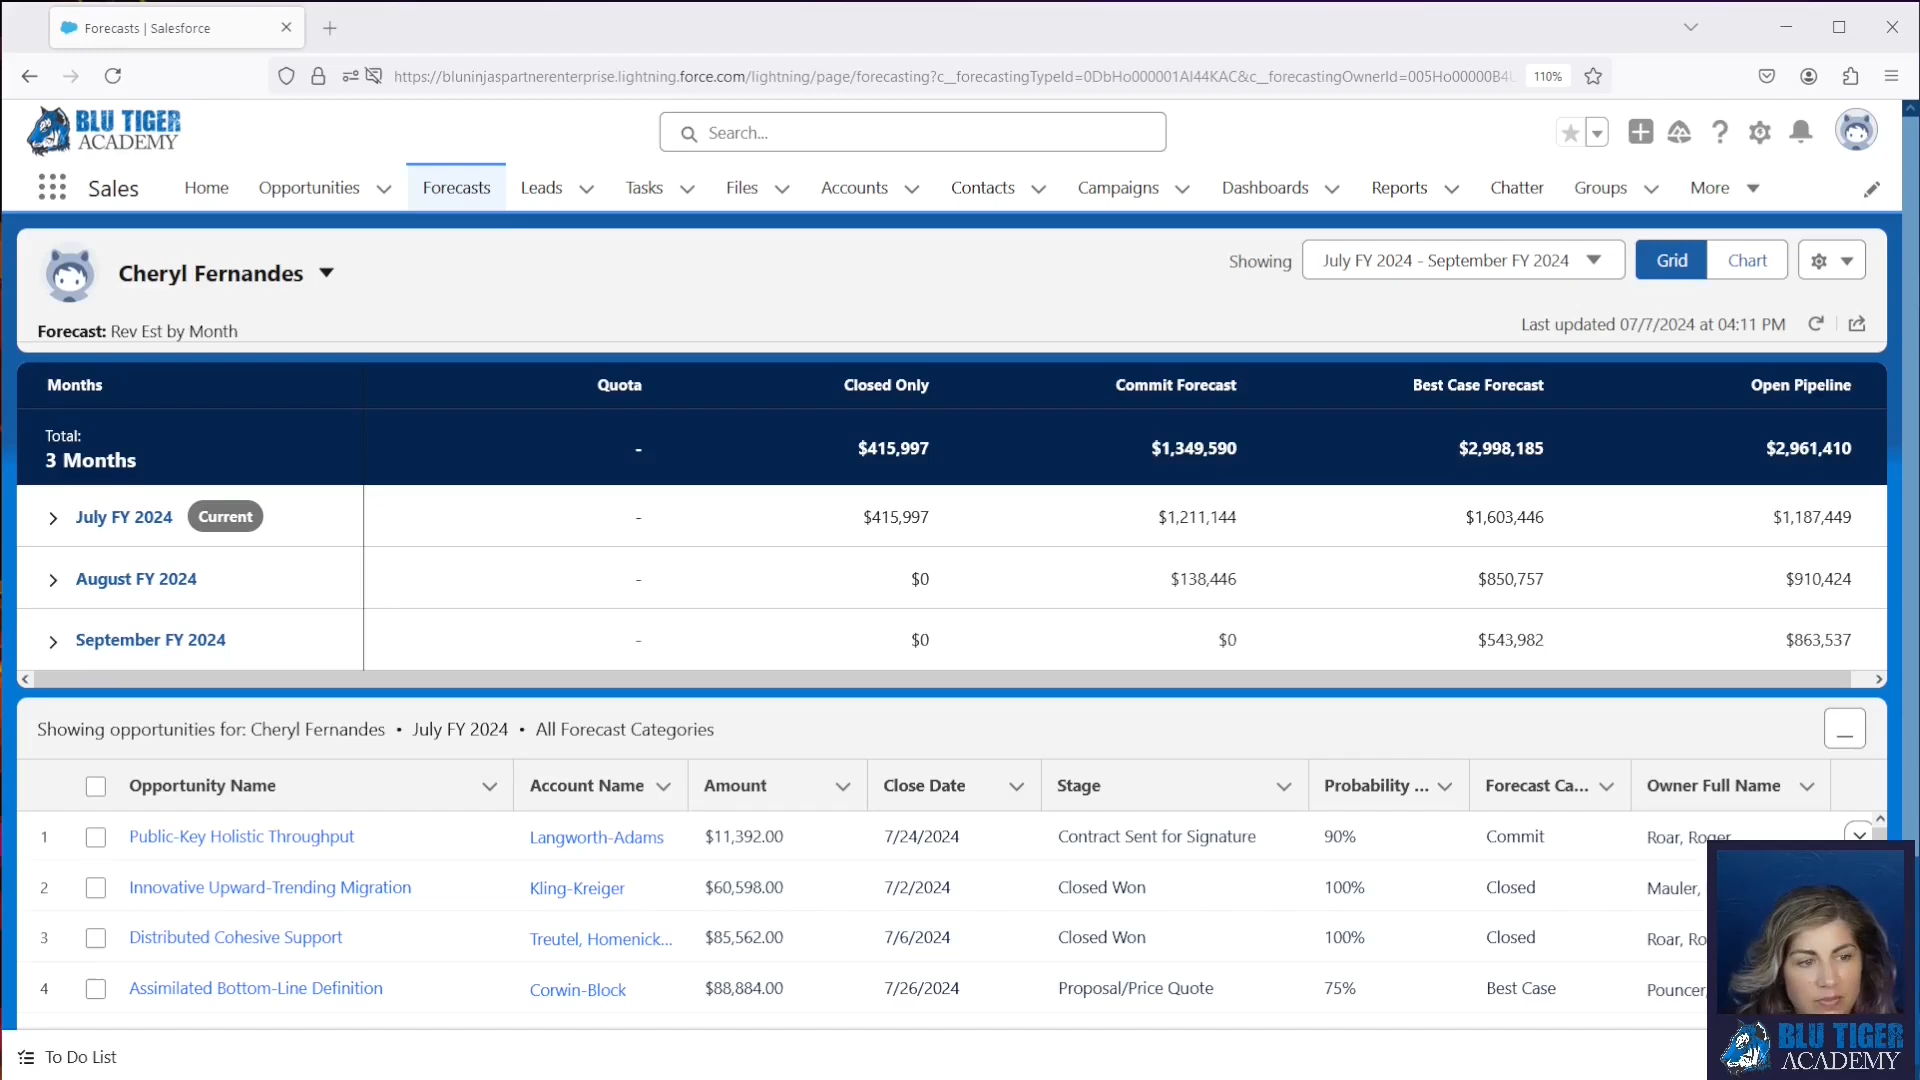 Forecasts | Salesforce
https://bluninjaspartnerenterprise.lightning.force.com/lightning/page/forecasting?c__forecastingTypeId=0DbHo000001AI44KAC&c__forecastingOwnerId=005Ho00000B4 110%
BLU TIGER
ACADEMY
Search...
Sales Home Opportunities Forecasts Leads Tasks Files Accounts Contacts Campaigns Dashboards Reports Chatter Groups More
Cheryl Fernandes
Showing July FY 2024 - September FY 2024 Grid Chart
Forecast: Rev Est by Month
Last updated 07/7/2024 at 04:11 PM
Months Quota Closed Only Commit Forecast Best Case Forecast Open Pipeline
Total:
3 Months - $415,997 $1,349,590 $2,998,185 $2,961,410
July FY 2024 Current - $415,997 $1,211,144 $1,603,446 $1,187,449
August FY 2024 - $0 $138,446 $850,757 $910,424
September FY 2024 - $0 $0 $543,982 $863,537
Showing opportunities for: Cheryl Fernandes • July FY 2024 • All Forecast Categories
Opportunity Name Account Name Amount Close Date Stage Probability ... Forecast Ca... Owner Full Name
1 Public-Key Holistic Throughput Langworth-Adams $11,392.00 7/24/2024 Contract Sent for Signature 90% Commit Roar, Roger
2 Innovative Upward-Trending Migration Kling-Kreiger $60,598.00 7/2/2024 Closed Won 100% Closed Mauler,
3 Distributed Cohesive Support Treutel, Homenick... $85,562.00 7/6/2024 Closed Won 100% Closed Roar, Ro
4 Assimilated Bottom-Line Definition Corwin-Block $88,884.00 7/26/2024 Proposal/Price Quote 75% Best Case Pouncer,
To Do List
BLU TIGER
ACADEMY